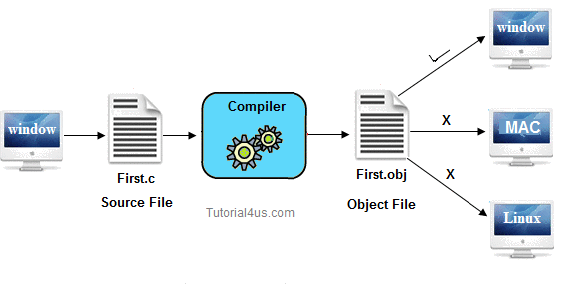 window
First.c
Source File
Compiler
Tutorial4us.com
First.obj
Object File
window
X
MAC
X
Linux